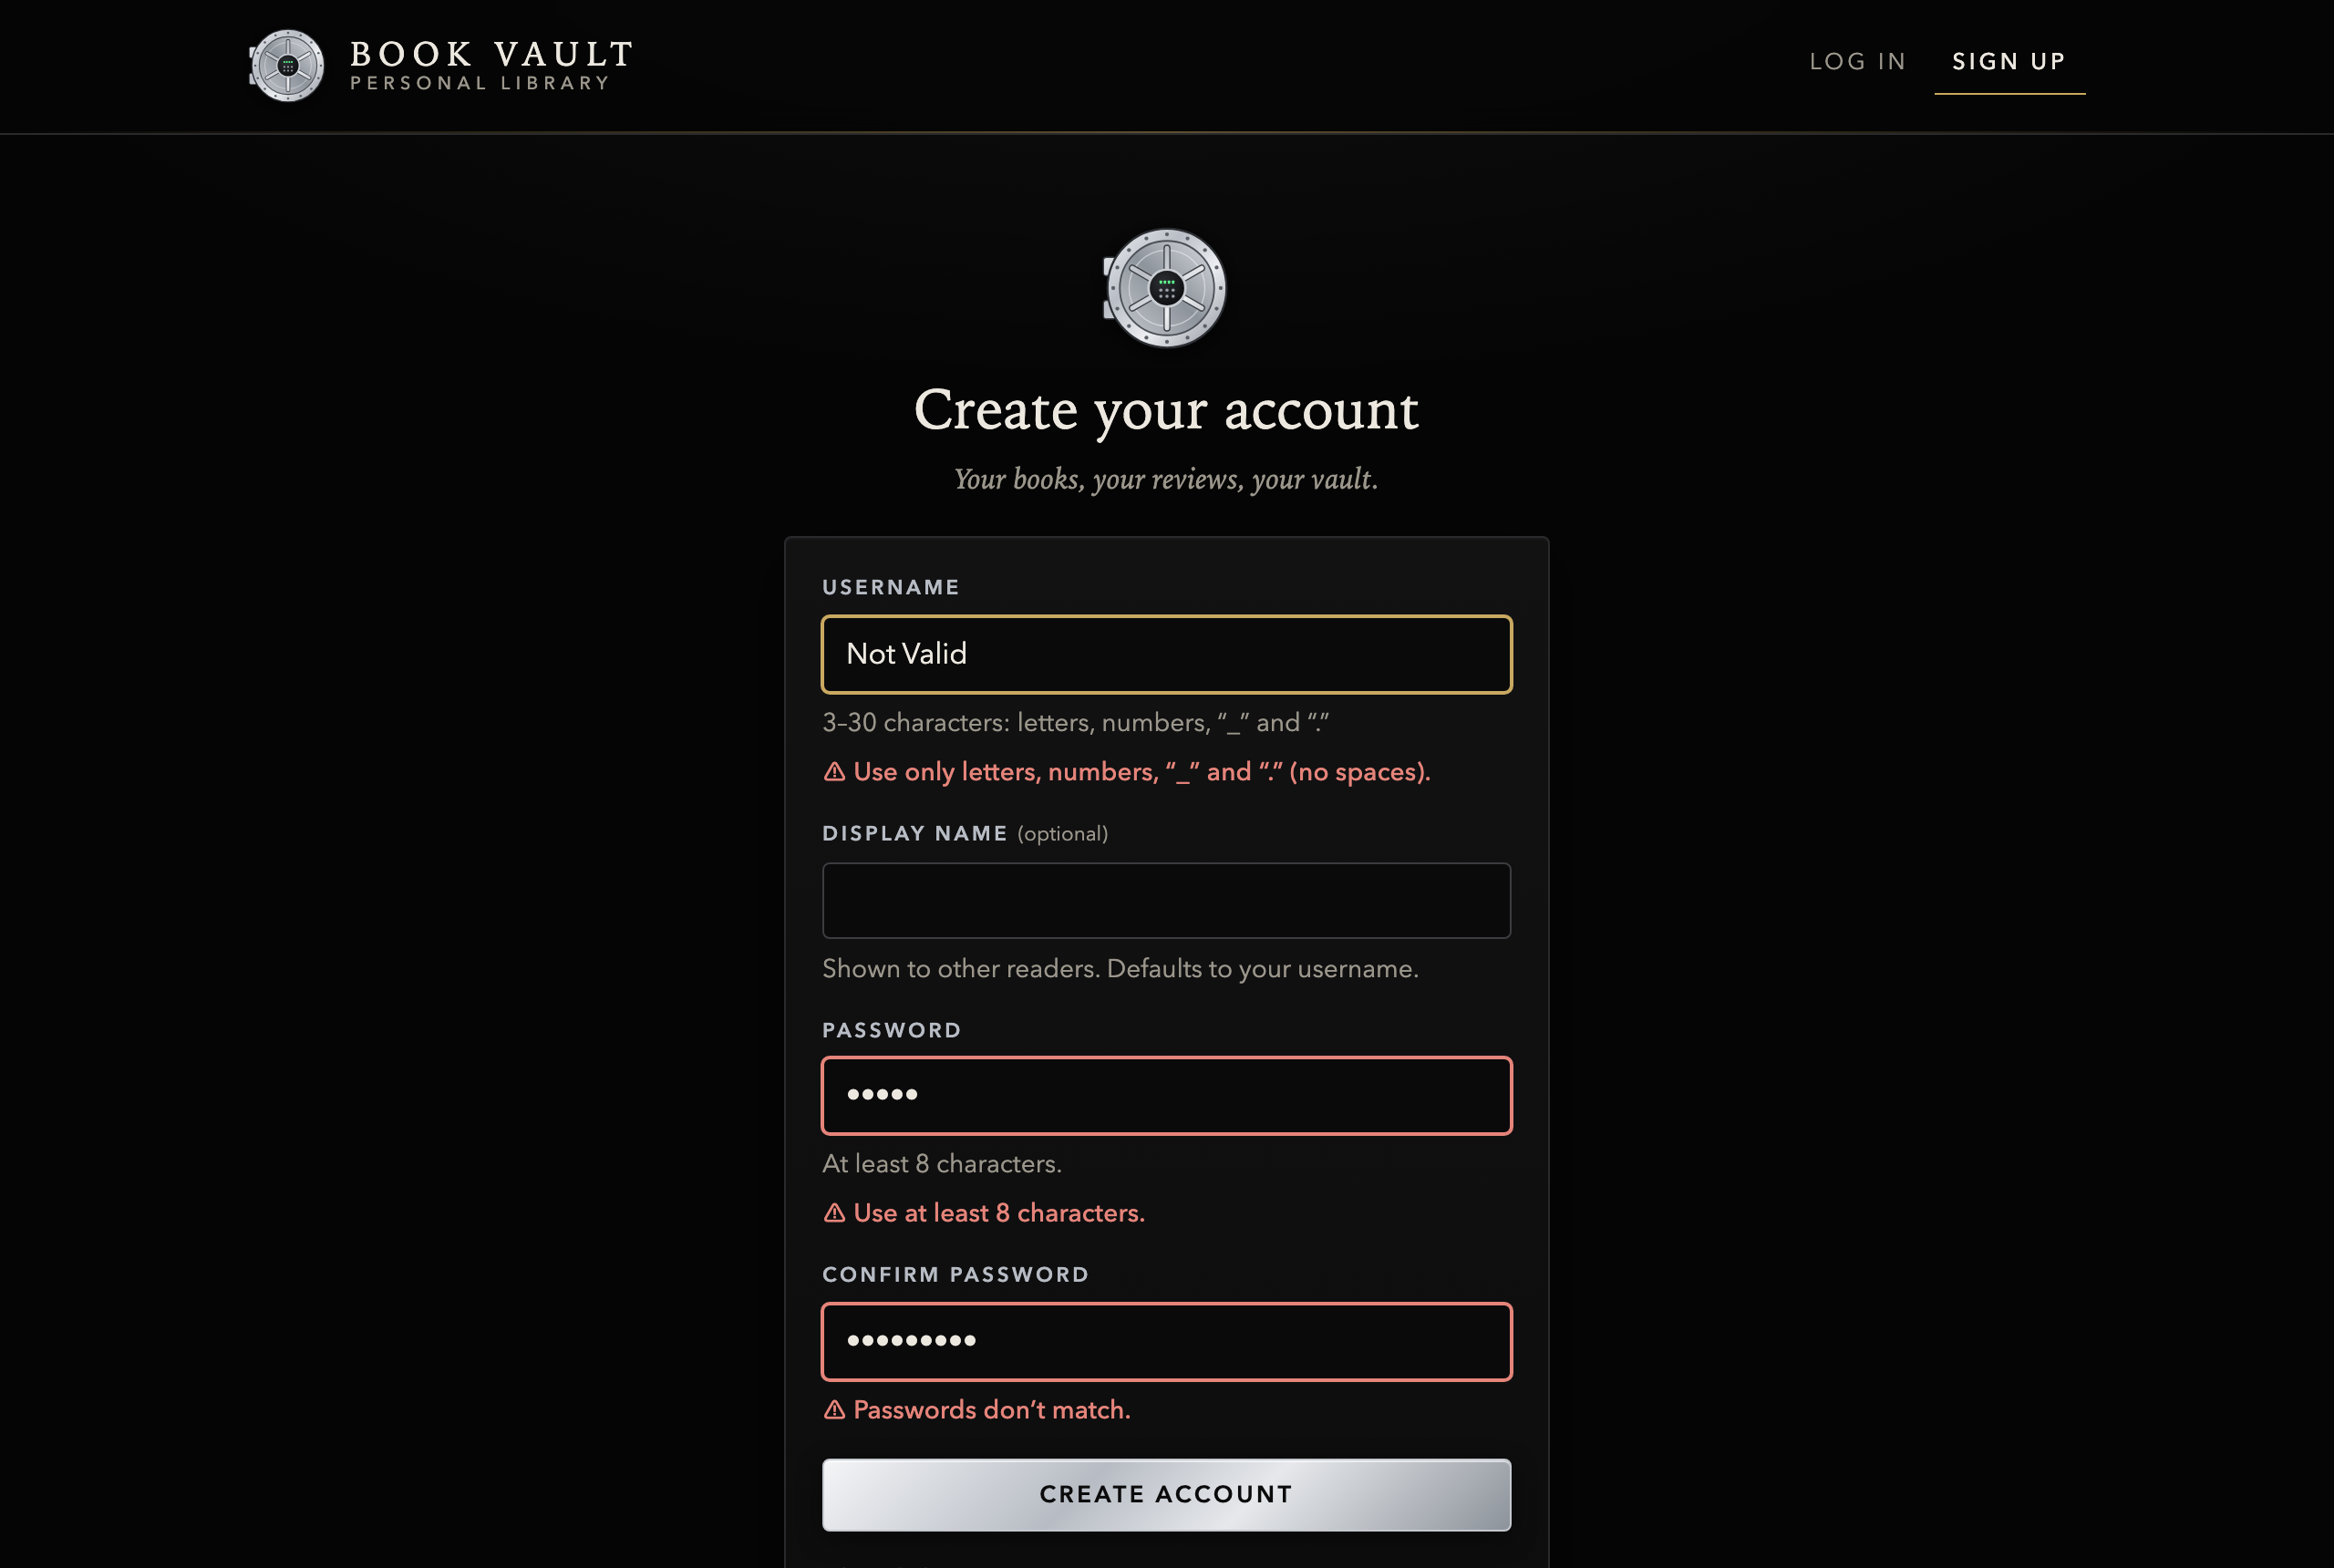 BOOK VAULT
PERSONAL LIBRARY
LOG IN
SIGN UP
Create your account
Your books, your reviews, your vault.
USERNAME
Not Valid
3–30 characters: letters, numbers, “_” and “.”
Use only letters, numbers, “_” and “.” (no spaces).
DISPLAY NAME (optional)
Shown to other readers. Defaults to your username.
PASSWORD
•••••
At least 8 characters.
Use at least 8 characters.
CONFIRM PASSWORD
•••••••••
Passwords don’t match.
CREATE ACCOUNT